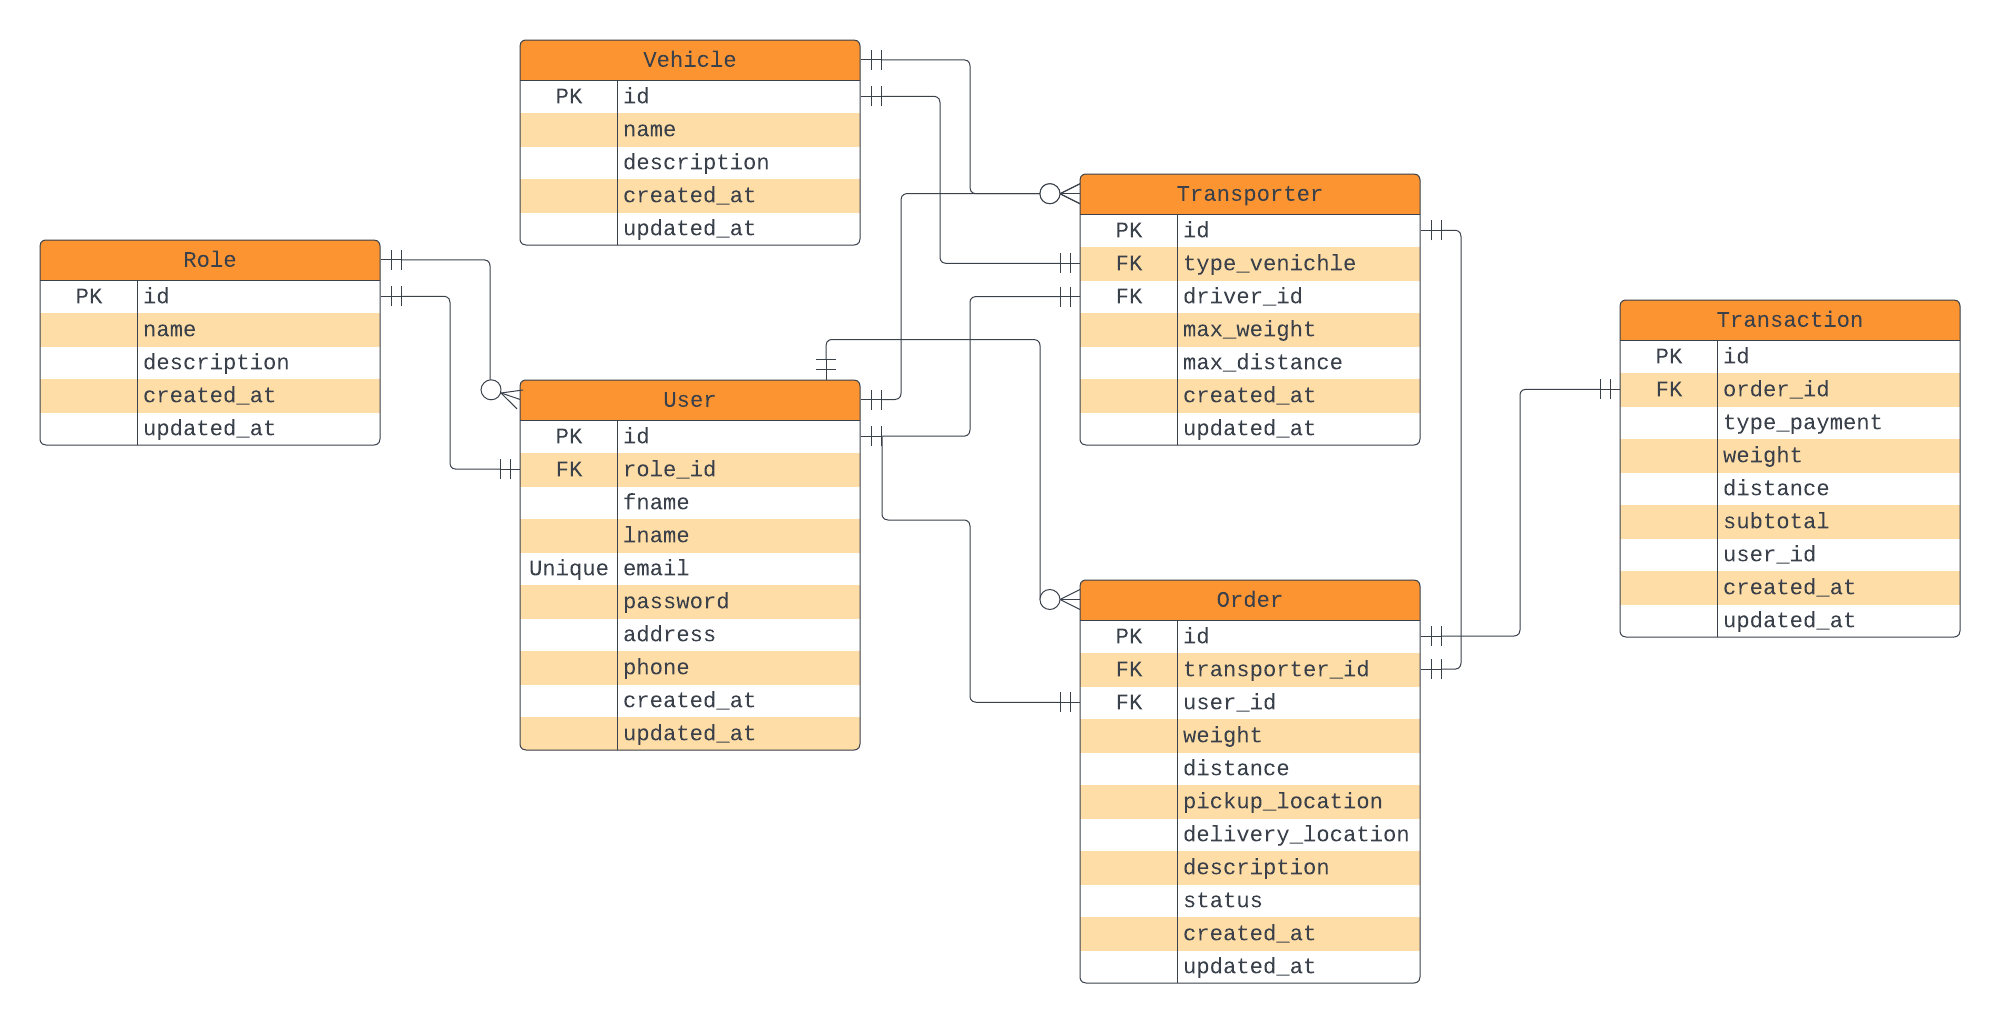 Vehicle
PK id
name
description
created_at
updated_at
Role
PK id
name
description
created_at
updated_at
User
PK id
FK role_id
fname
lname
Unique email
password
address
phone
created_at
updated_at
Transporter
PK id
FK type_venichle
FK driver_id
max_weight
max_distance
created_at
updated_at
Order
PK id
FK transporter_id
FK user_id
weight
distance
pickup_location
delivery_location
description
status
created_at
updated_at
Transaction
PK id
FK order_id
type_payment
weight
distance
subtotal
user_id
created_at
updated_at